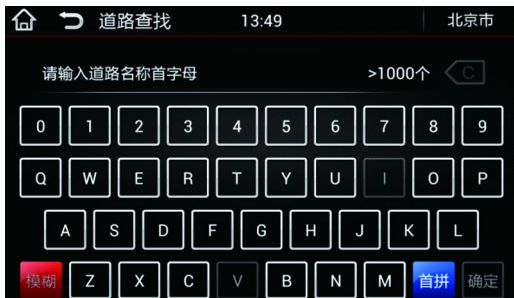 道路查找 13:49 北京市
请输入道路名称首字母 >1000个 C
0 1 2 3 4 5 6 7 8 9
Q W E R T Y U I O P
A S D F G H J K L
模糊 Z X C V B N M 首拼 确定